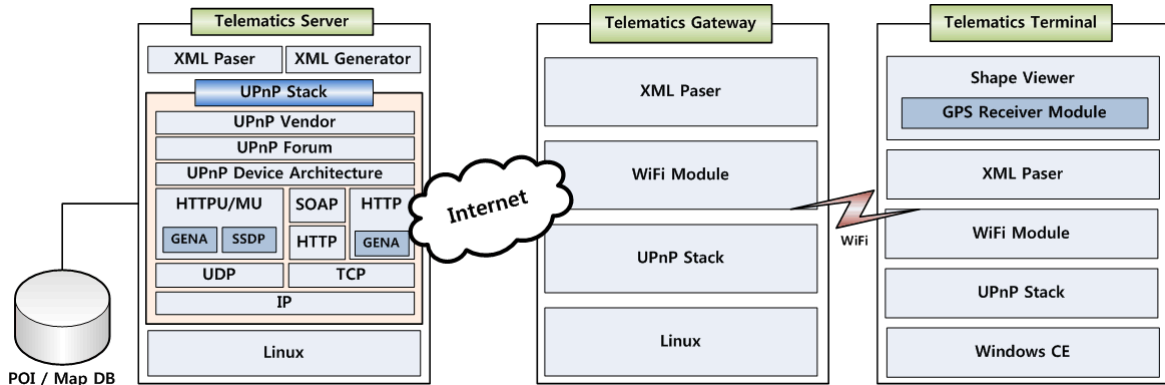 Telematics Server
XML Paser
XML Generator
UPnP Stack
UPnP Vendor
UPnP Forum
UPnP Device Architecture
HTTPU/MU
GENA
SSDP
SOAP
HTTP
HTTP
GENA
UDP
TCP
IP
Linux
POI / Map DB
Internet
Telematics Gateway
XML Paser
WiFi Module
UPnP Stack
Linux
WiFi
Telematics Terminal
Shape Viewer
GPS Receiver Module
XML Paser
WiFi Module
UPnP Stack
Windows CE